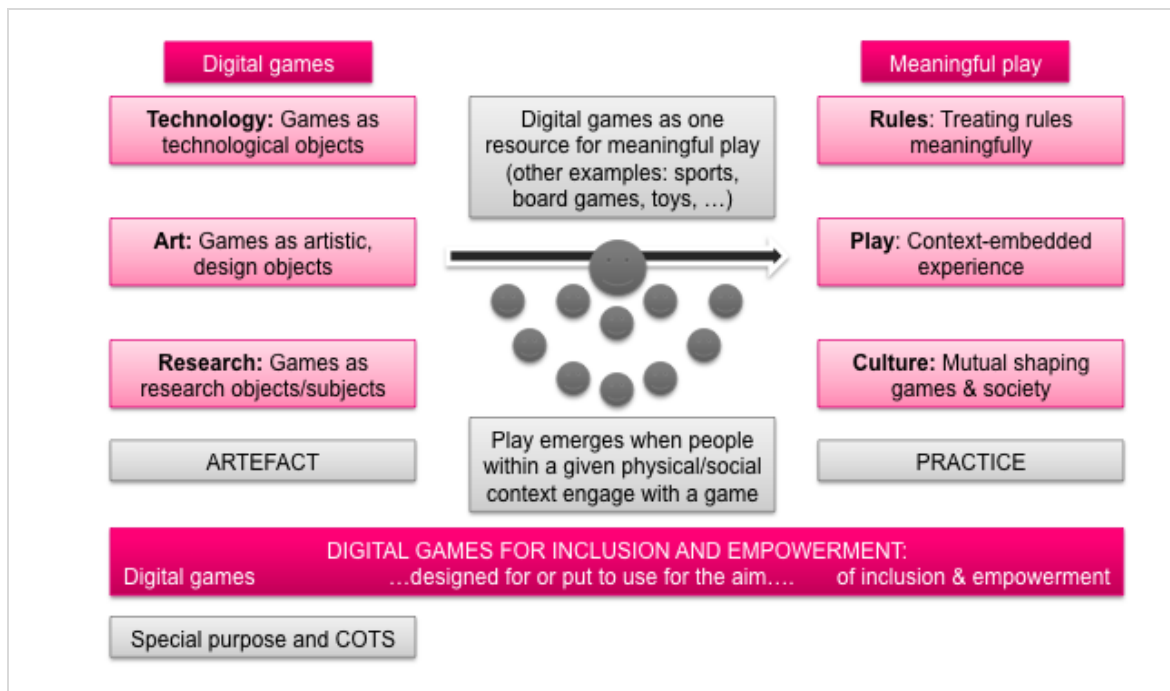 Digital games
Technology: Games as
technological objects
Art: Games as artistic,
design objects
Research: Games as
research objects/subjects
ARTEFACT
Digital games as one
resource for meaningful play
(other examples: sports,
board games, toys, …)
Play emerges when people
within a given physical/social
context engage with a game
Meaningful play
Rules: Treating rules
meaningfully
Play: Context-embedded
experience
Culture: Mutual shaping
games & society
PRACTICE
DIGITAL GAMES FOR INCLUSION AND EMPOWERMENT:
Digital games …designed for or put to use for the aim…. of inclusion & empowerment
Special purpose and COTS